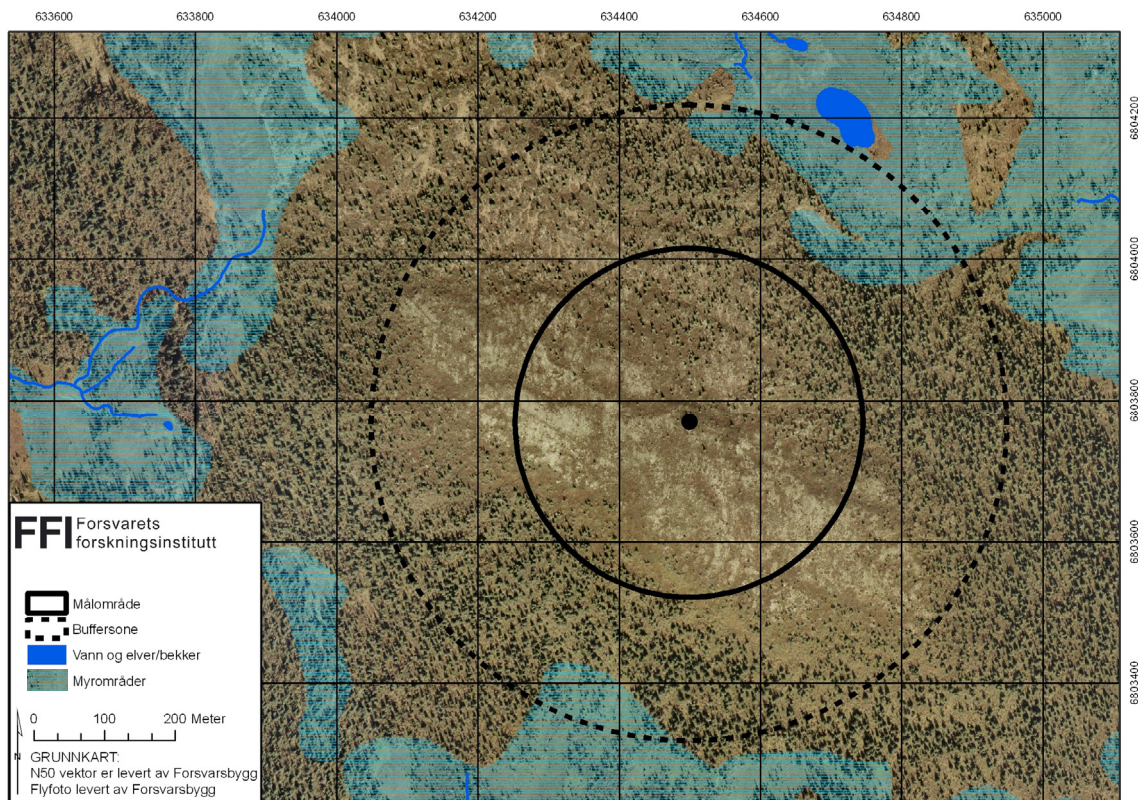 633600 633800 634000 634200 634400 634600 634800 635000
6804200
6804000
6803800
6803600
6803400
FFI Forsvarets
forskningsinstitutt
Målområde
Buffersone
Vann og elver/bekker
Myrområder
0 100 200 Meter
N
GRUNNKART:
N50 vektor er levert av Forsvarsbygg
Flyfoto levert av Forsvarsbygg